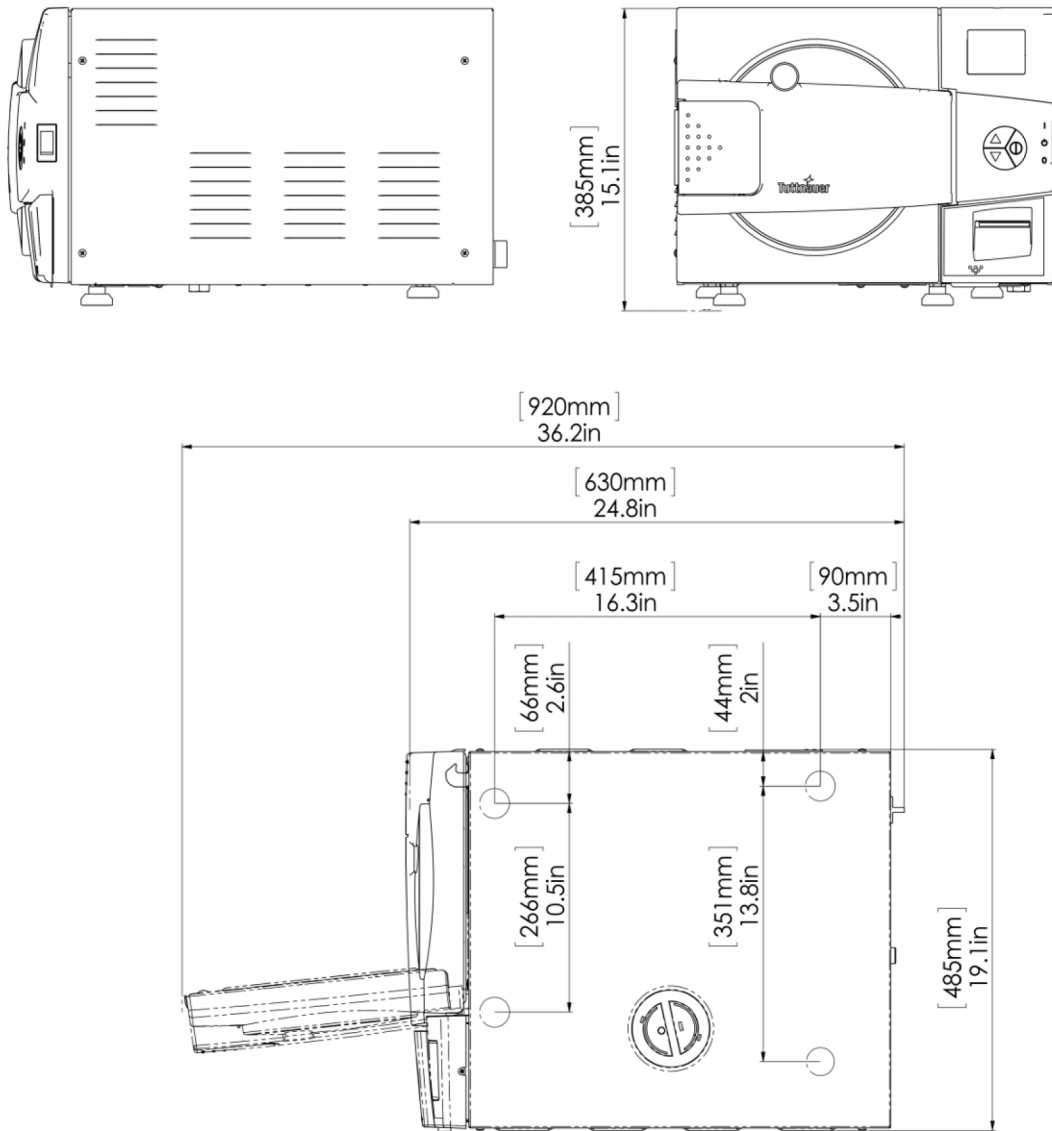 [385mm]
15.1in
Tuttnauer
[920mm]
36.2in
[630mm]
24.8in
[415mm]
16.3in
[90mm]
3.5in
[66mm]
2.6in
[44mm]
2in
[266mm]
10.5in
[351mm]
13.8in
[485mm]
19.1in